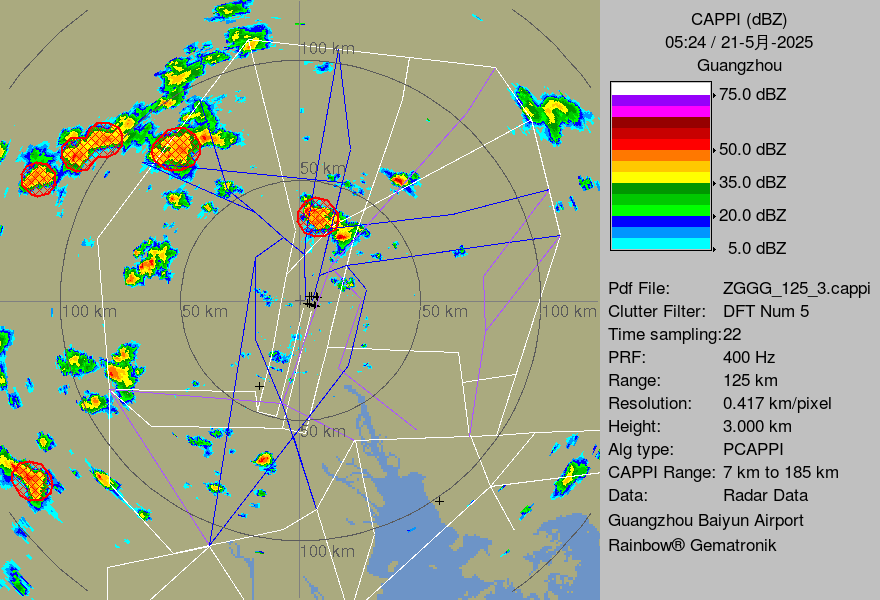 CAPPI (dBZ)
05:24 / 21-5月-2025
Guangzhou
75.0 dBZ
50.0 dBZ
35.0 dBZ
20.0 dBZ
5.0 dBZ
100 km
50 km
100 km
50 km
50 km
100 km
50 km
100 km
Pdf File: ZGGG_125_3.cappi
Clutter Filter: DFT Num 5
Time sampling:22
PRF: 400 Hz
Range: 125 km
Resolution: 0.417 km/pixel
Height: 3.000 km
Alg type: PCAPPI
CAPPI Range: 7 km to 185 km
Data: Radar Data
Guangzhou Baiyun Airport
Rainbow® Gematronik